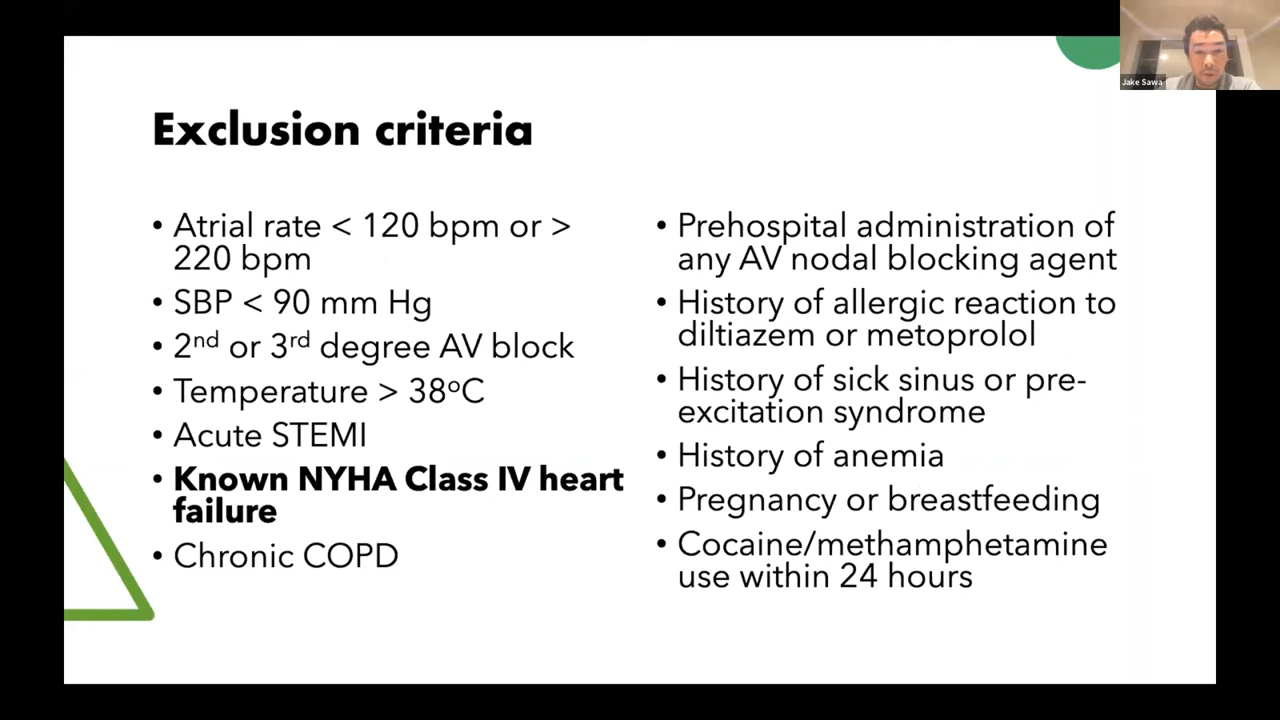 Jake Sawa
Exclusion criteria
• Atrial rate < 120 bpm or >
220 bpm
• SBP < 90 mm Hg
• 2nd or 3rd degree AV block
• Temperature > 38ºC
• Acute STEMI
• Known NYHA Class IV heart
failure
• Chronic COPD
• Prehospital administration of
any AV nodal blocking agent
• History of allergic reaction to
diltiazem or metoprolol
• History of sick sinus or pre-
excitation syndrome
• History of anemia
• Pregnancy or breastfeeding
• Cocaine/methamphetamine
use within 24 hours